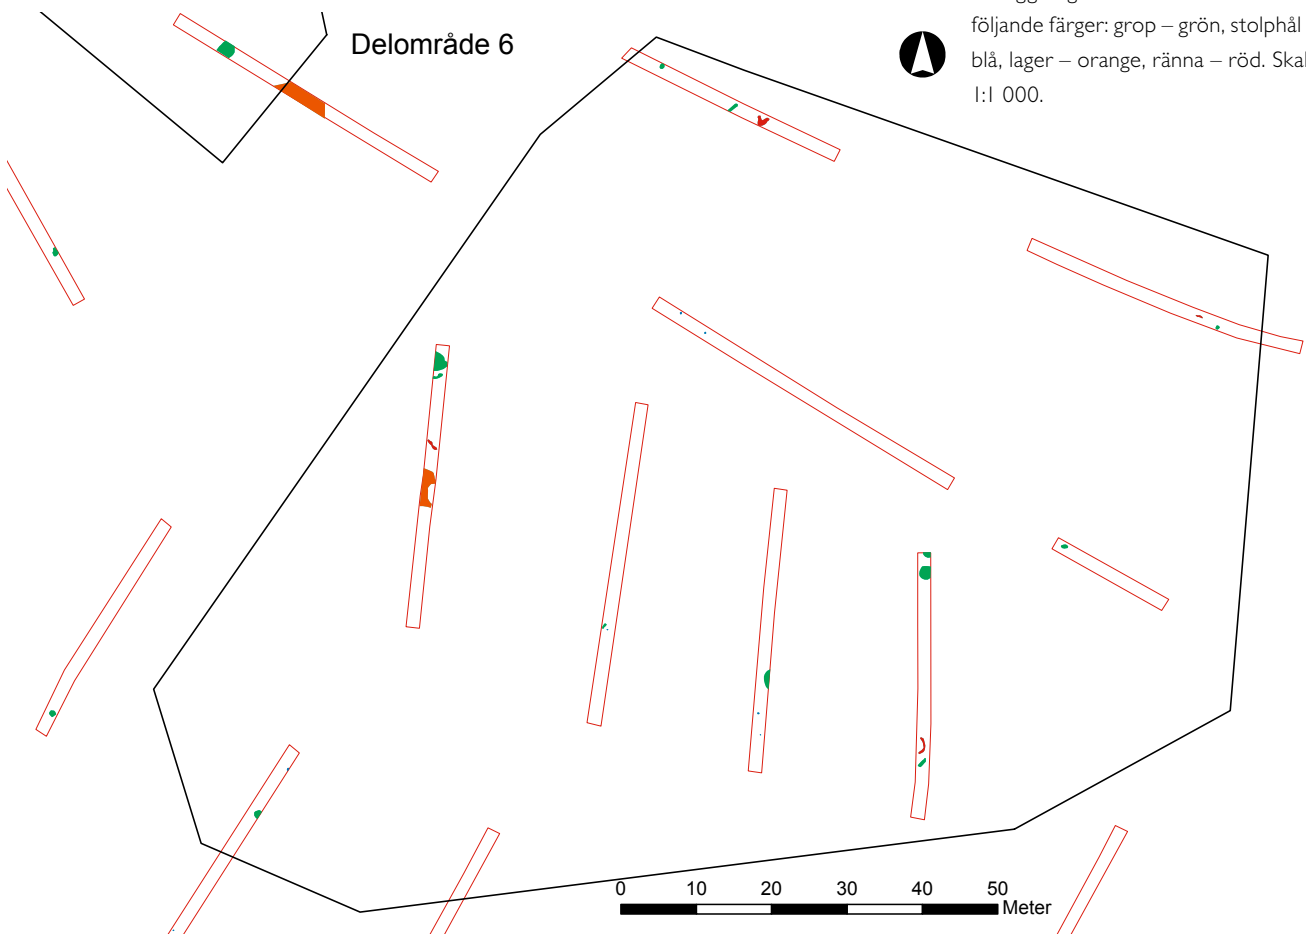 följande färger: grop – grön, stolphål
blå, lager – orange, ränna – röd.
1:1 000.
Delområde 6
0 10 20 30 40 50
Meter